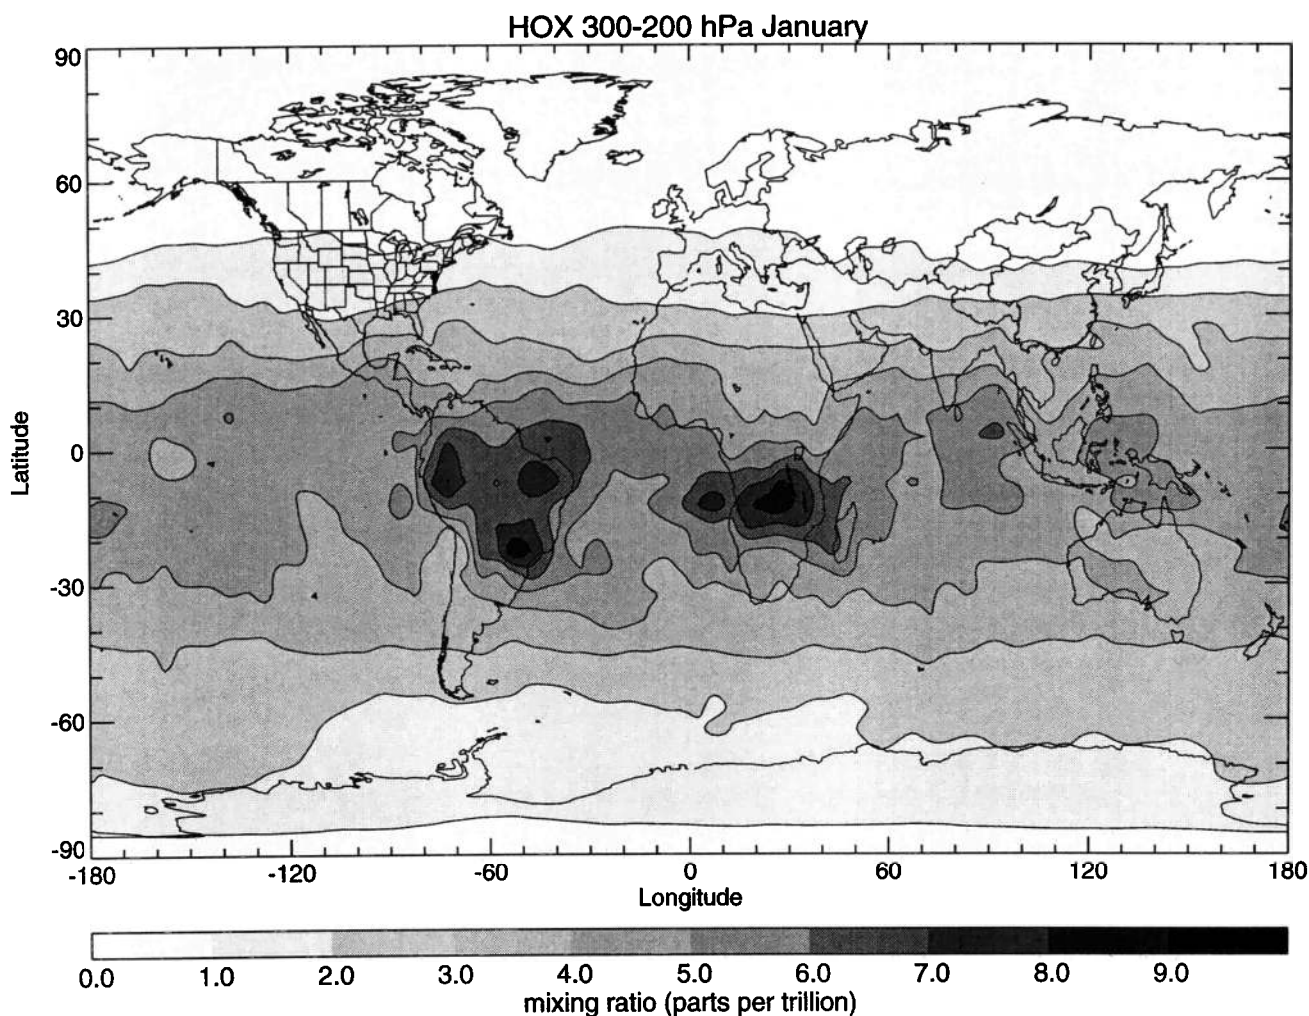 HOX 300-200 hPa January
90
60
30
0
-30
-60
-90
Latitude
-180 -120 -60 0 60 120 180
Longitude
0.0 1.0 2.0 3.0 4.0 5.0 6.0 7.0 8.0 9.0
mixing ratio (parts per trillion)